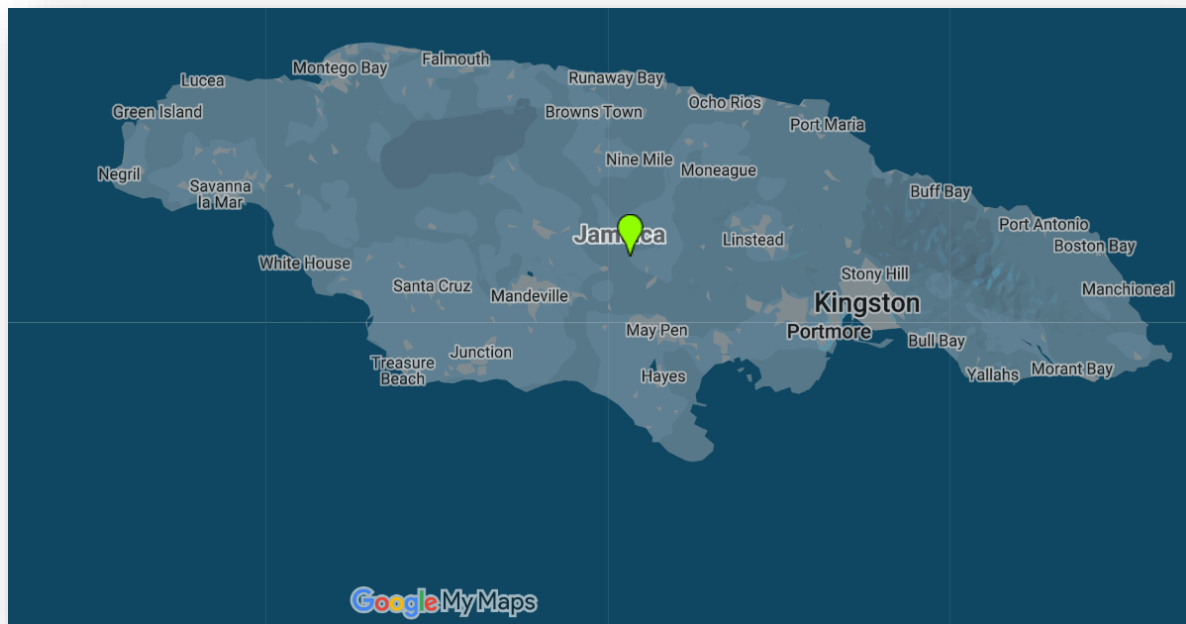 Falmouth
Montego Bay
Lucea
Runaway Bay
Green Island
Browns Town
Ocho Rios
Port Maria
Nine Mile
Moneague
Negril
Savanna
la Mar
Buff Bay
Port Antonio
Jamaica
Linstead
Boston Bay
White House
Stony Hill
Santa Cruz
Mandeville
Manchioneal
Kingston
May Pen
Portmore
Bull Bay
Junction
Treasure
Beach
Hayes
Yallahs
Morant Bay
Google My Maps